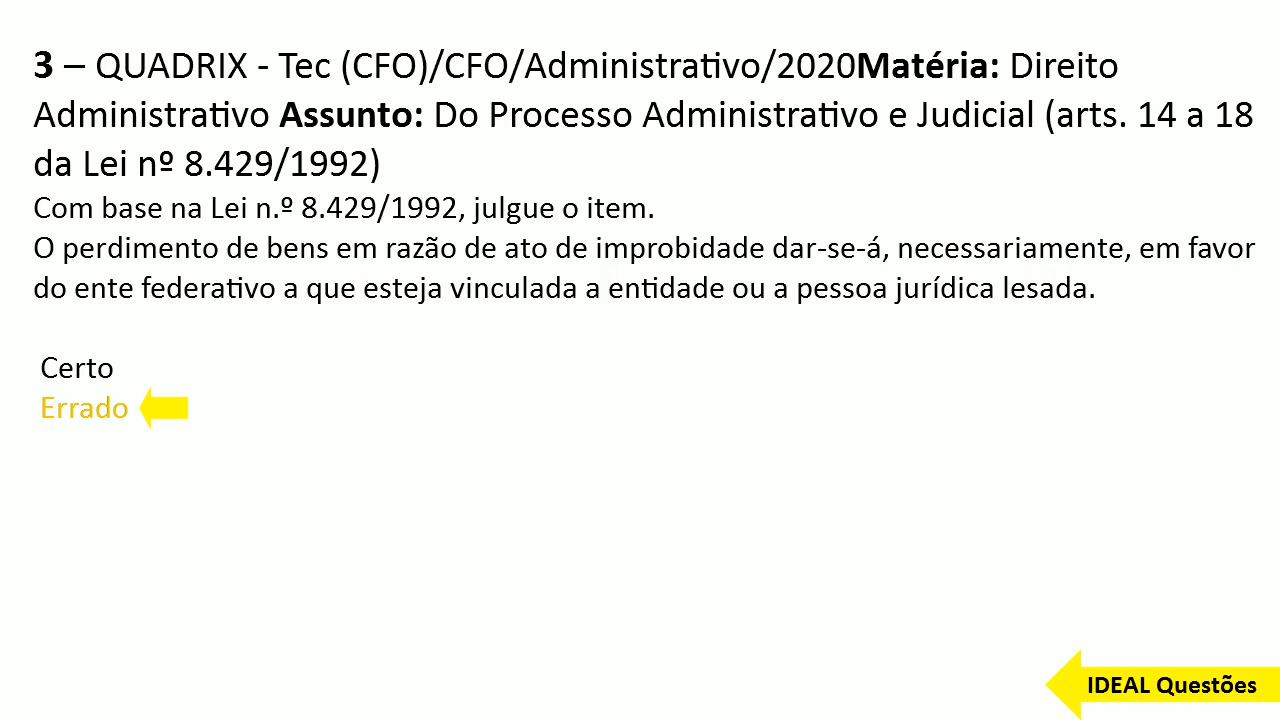 3 – QUADRIX - Tec (CFO)/CFO/Administrativo/2020Matéria: Direito
Administrativo Assunto: Do Processo Administrativo e Judicial (arts. 14 a 18
da Lei nº 8.429/1992)
Com base na Lei n.º 8.429/1992, julgue o item.
O perdimento de bens em razão de ato de improbidade dar-se-á, necessariamente, em favor
do ente federativo a que esteja vinculada a entidade ou a pessoa jurídica lesada.
Certo
Errado
IDEAL Questões